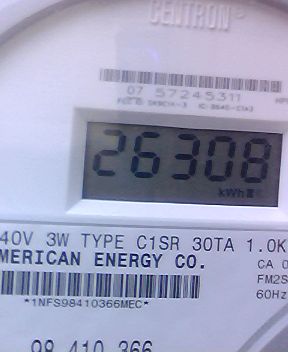 CENTRON®
07 57245311
26308
kWh
40V 3W TYPE C1SR 30TA 1.0K
MERICAN ENERGY CO.
CA 0
FM2S
60Hz
*1NFS98410366MEC*
98 410 366